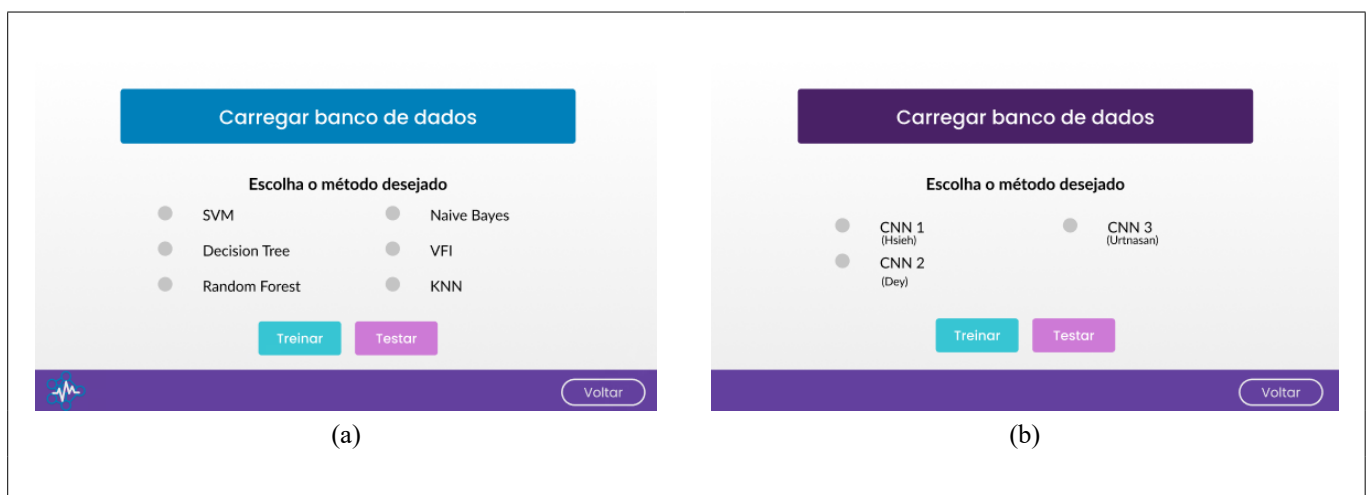 Carregar banco de dados
Escolha o método desejado
SVM
Naive Bayes
Decision Tree
VFI
Random Forest
KNN
Treinar
Testar
Voltar
(a)
Carregar banco de dados
Escolha o método desejado
CNN 1
(Hsieh)
CNN 3
(Urtnasan)
CNN 2
(Dey)
Treinar
Testar
Voltar
(b)